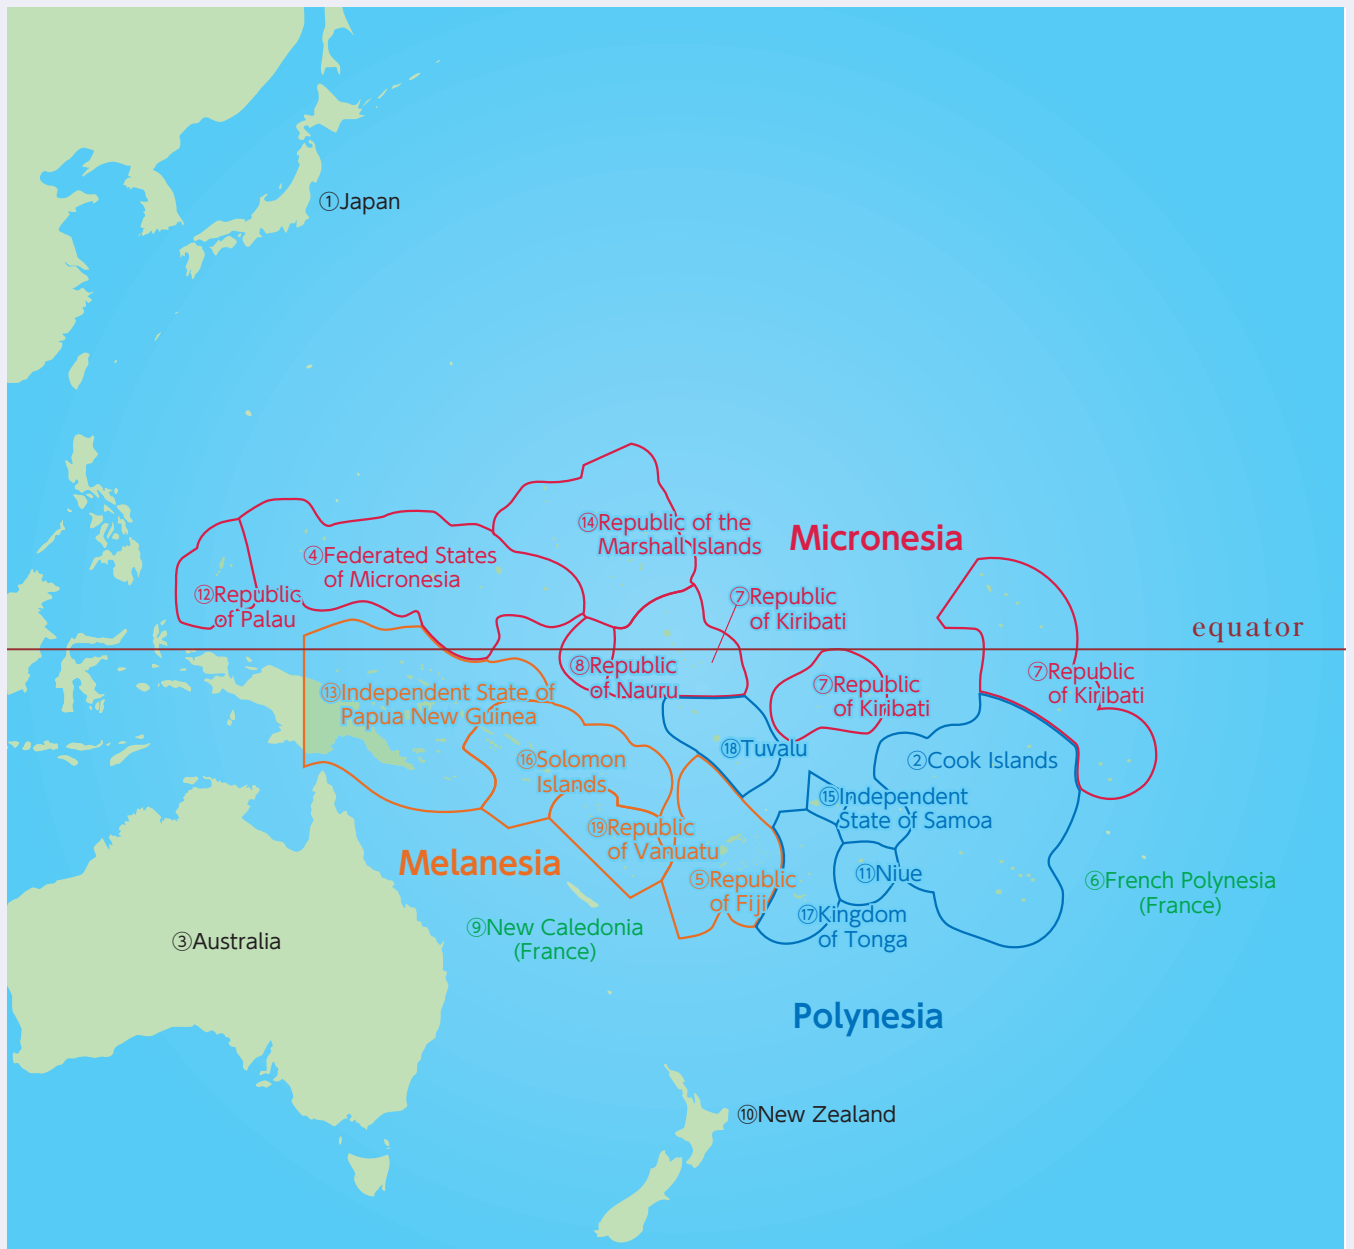 ①Japan
⑭Republic of the
Marshall Islands
Micronesia
④Federated States
of Micronesia
⑫Republic
of Palau
⑦Republic
of Kiribati
equator
⑧Republic
of Nauru
⑦Republic
of Kiribati
⑦Republic
of Kiribati
⑬Independent State of
Papua New Guinea
⑱Tuvalu
②Cook Islands
⑯Solomon
Islands
⑮Independent
State of Samoa
⑲Republic
of Vanuatu
Melanesia
⑤Republic
of Fiji
⑪Niue
⑥French Polynesia
(France)
⑰Kingdom
of Tonga
⑨New Caledonia
(France)
③Australia
Polynesia
⑩New Zealand